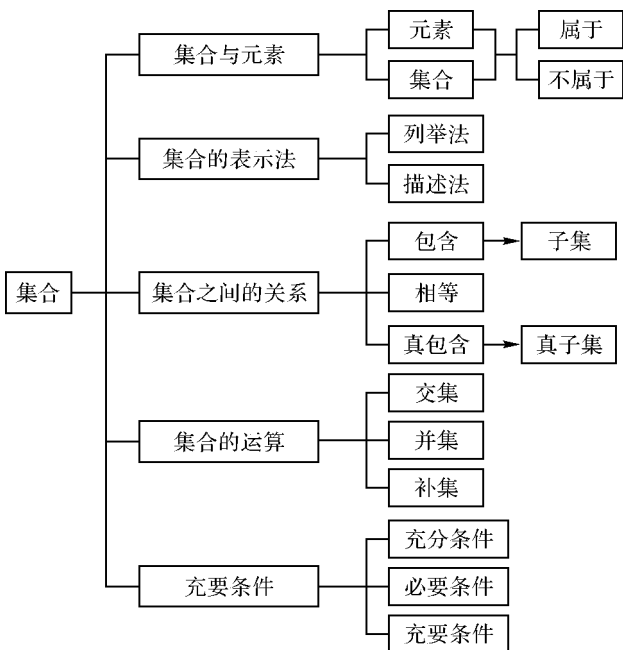 集合
集合与元素
元素
集合
属于
不属于
集合的表示法
列举法
描述法
集合之间的关系
包含
子集
相等
真包含
真子集
集合的运算
交集
并集
补集
充要条件
充分条件
必要条件
充要条件